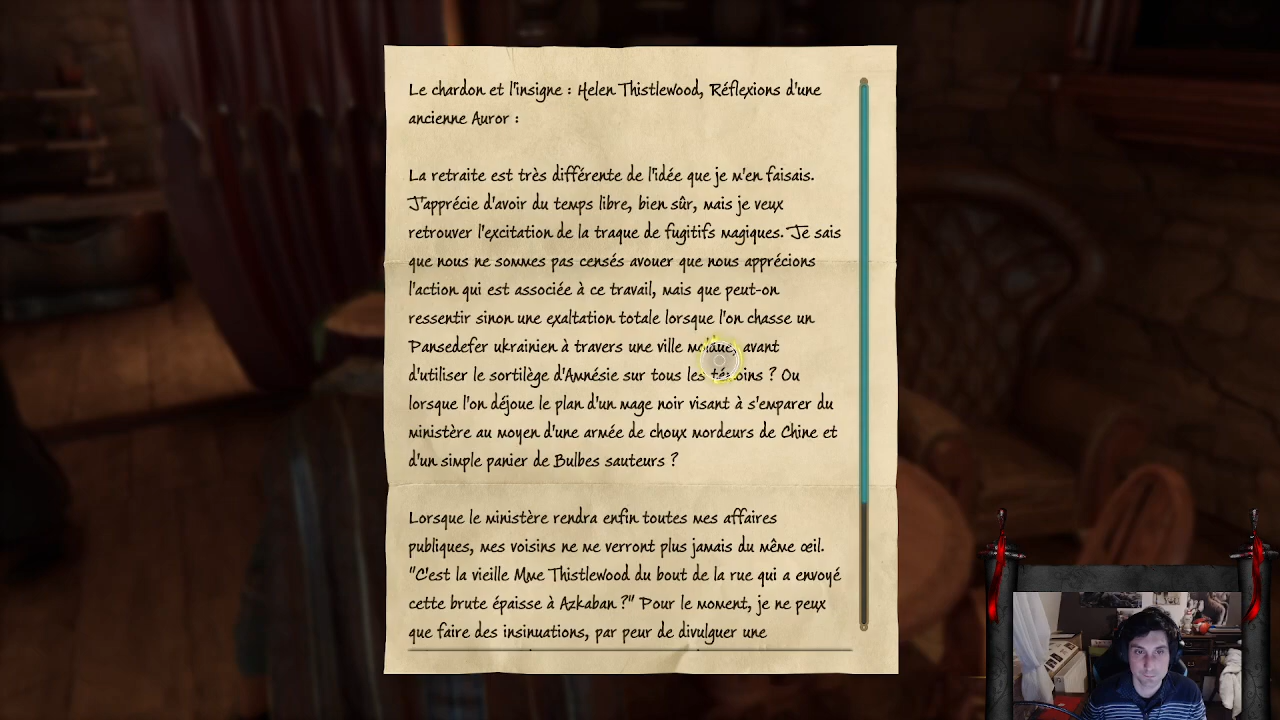 Le chardon et l'insigne : Helen Thistlewood, Réflexions d'une
ancienne Auror :
La retraite est très différente de l'idée que je m'en faisais.
J'apprécie d'avoir du temps libre, bien sûr, mais je veux
retrouver l'excitation de la traque de fugitifs magiques. Je sais
que nous ne sommes pas censés avouer que nous apprécions
l'action qui est associée à ce travail, mais que peut-on
ressentir sinon une exaltation totale lorsque l'on chasse un
Pansedefer ukrainien à travers une ville moldue, avant
d'utiliser le sortilège d'Amnésie sur tous les témoins ? Ou
lorsque l'on déjoue le plan d'un mage noir visant à s'emparer du
ministère au moyen d'une armée de choux mordeurs de Chine et
d'un simple panier de Bulbes sauteurs ?
Lorsque le ministère rendra enfin toutes mes affaires
publiques, mes voisins ne me verront plus jamais du même œil.
"C'est la vieille Mme Thistlewood du bout de la rue qui a envoyé
cette brute épaisse à Azkaban ?" Pour le moment, je ne peux
que faire des insinuations, par peur de divulguer une